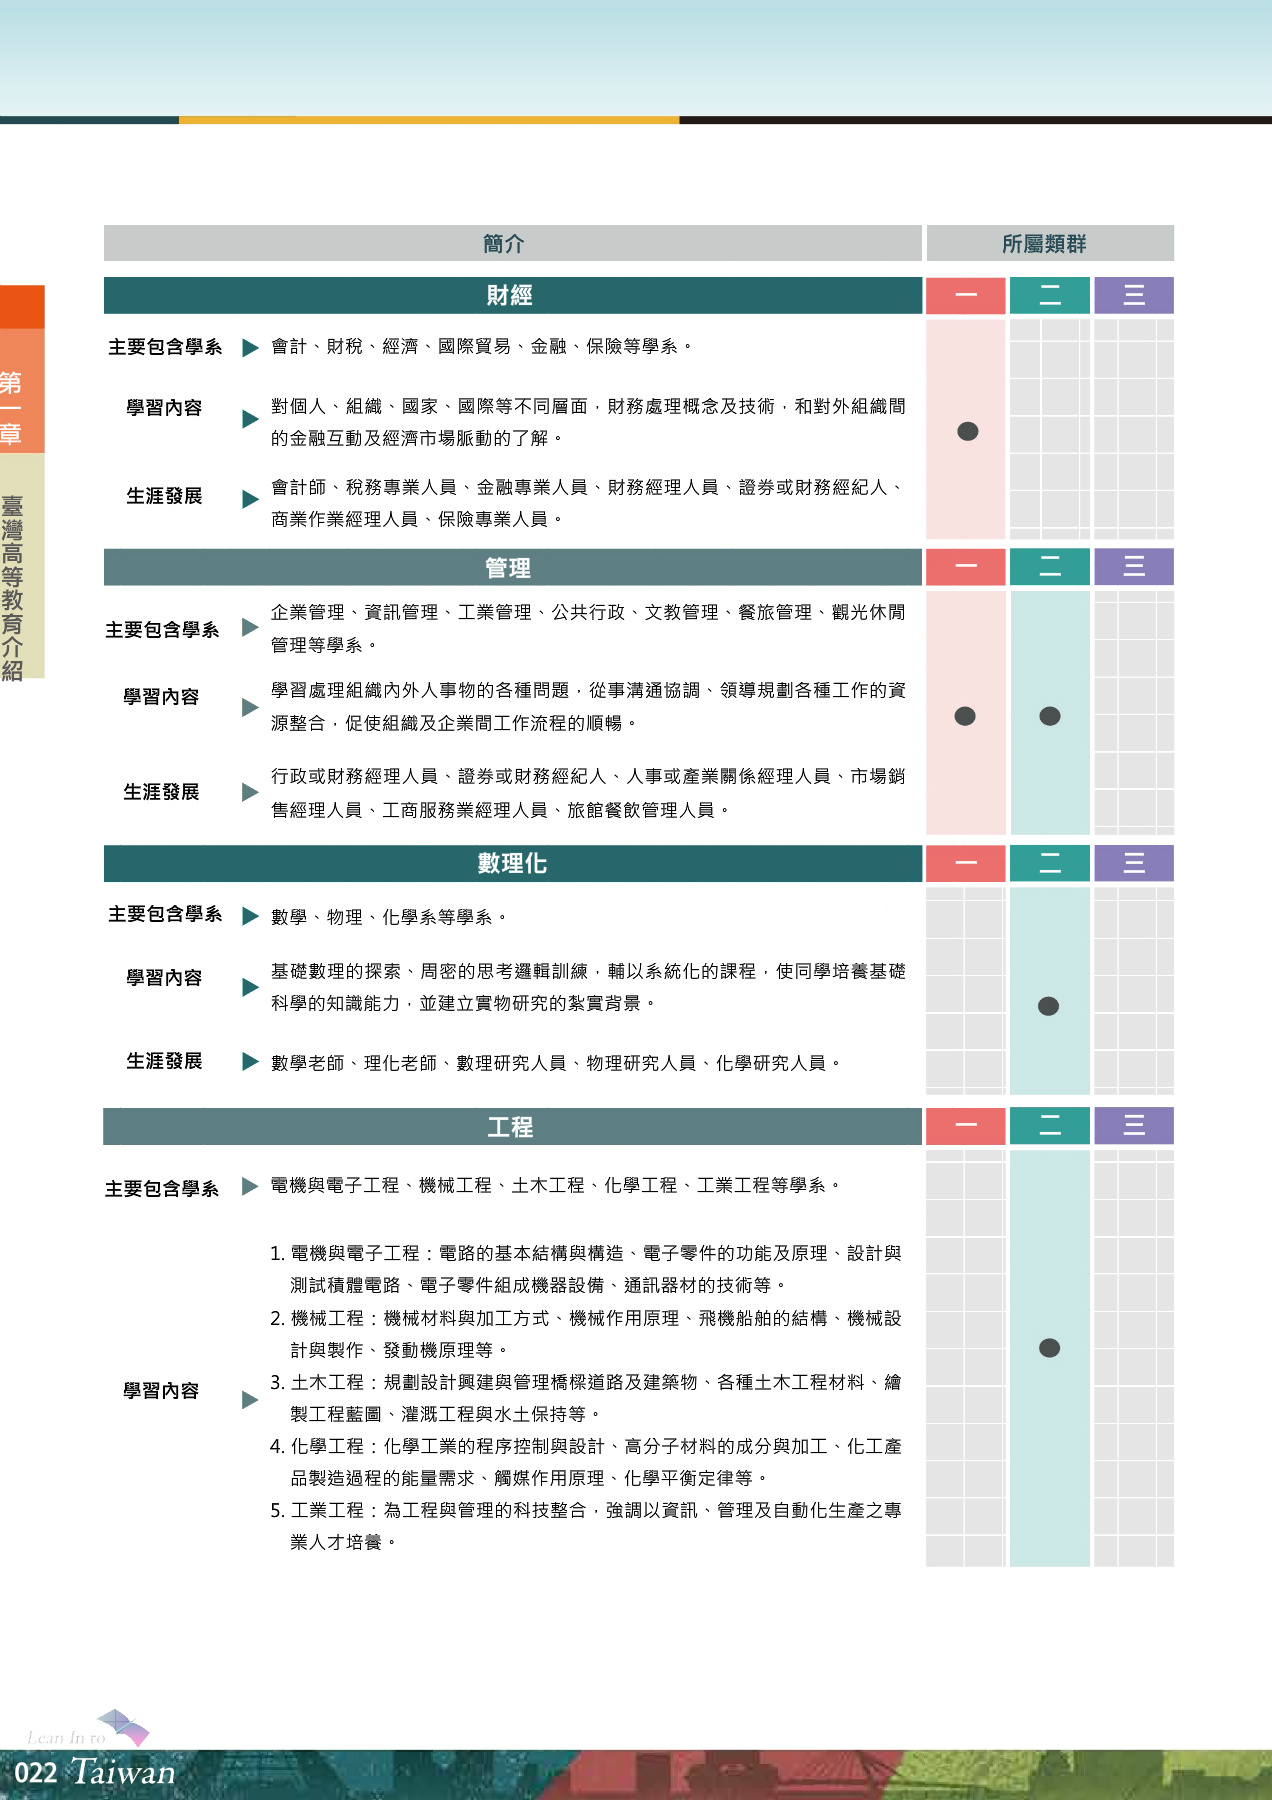 簡介 所屬類群
財經 一 二 三
主要包含學系 會計、財稅、經濟、國際貿易、金融、保險等學系。
學習內容 對個人、組織、國家、國際等不同層面，財務處理概念及技術，和對外組織間
的金融互動及經濟市場脈動的了解。
生涯發展 會計師、稅務專業人員、金融專業人員、財務經理人員、證券或財務經紀人、
商業作業經理人員、保險專業人員。
管理 一 二 三
主要包含學系 企業管理、資訊管理、工業管理、公共行政、文教管理、餐旅管理、觀光休閒
管理等學系。
學習內容 學習處理組織內外人事物的各種問題，從事溝通協調、領導規劃各種工作的資
源整合，促使組織及企業間工作流程的順暢。
生涯發展 行政或財務經理人員、證券或財務經紀人、人事或產業關係經理人員、市場銷
售經理人員、工商服務業經理人員、旅館餐飲管理人員。
數理化 一 二 三
主要包含學系 數學、物理、化學系等學系。
學習內容 基礎數理的探索、周密的思考邏輯訓練，輔以系統化的課程，使同學培養基礎
科學的知識能力，並建立實物研究的紮實背景。
生涯發展 數學老師、理化老師、數理研究人員、物理研究人員、化學研究人員。
工程 一 二 三
主要包含學系 電機與電子工程、機械工程、土木工程、化學工程、工業工程等學系。
學習內容
1. 電機與電子工程：電路的基本結構與構造、電子零件的功能及原理、設計與
測試積體電路、電子零件組成機器設備、通訊器材的技術等。
2. 機械工程：機械材料與加工方式、機械作用原理、飛機船舶的結構、機械設
計與製作、發動機原理等。
3. 土木工程：規劃設計興建與管理橋樑道路及建築物、各種土木工程材料、繪
製工程藍圖、灌溉工程與水土保持等。
4. 化學工程：化學工業的程序控制與設計、高分子材料的成分與加工、化工產
品製造過程的能量需求、觸媒作用原理、化學平衡定律等。
5. 工業工程：為工程與管理的科技整合，強調以資訊、管理及自動化生產之專
業人才培養。
第一章
臺灣高等教育介紹
Lean In to
022 Taiwan